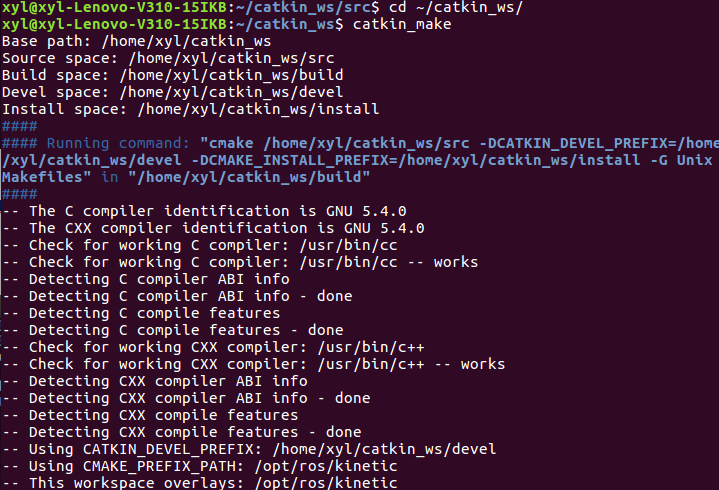 xyl@xyl-Lenovo-V310-15IKB:~/catkin_ws/src$ cd ~/catkin_ws/
xyl@xyl-Lenovo-V310-15IKB:~/catkin_ws$ catkin_make
Base path: /home/xyl/catkin_ws
Source space: /home/xyl/catkin_ws/src
Build space: /home/xyl/catkin_ws/build
Devel space: /home/xyl/catkin_ws/devel
Install space: /home/xyl/catkin_ws/install
####
#### Running command: "cmake /home/xyl/catkin_ws/src -DCATKIN_DEVEL_PREFIX=/home
/xyl/catkin_ws/devel -DCMAKE_INSTALL_PREFIX=/home/xyl/catkin_ws/install -G Unix
Makefiles" in "/home/xyl/catkin_ws/build"
####
-- The C compiler identification is GNU 5.4.0
-- The CXX compiler identification is GNU 5.4.0
-- Check for working C compiler: /usr/bin/cc
-- Check for working C compiler: /usr/bin/cc -- works
-- Detecting C compiler ABI info
-- Detecting C compiler ABI info - done
-- Detecting C compile features
-- Detecting C compile features - done
-- Check for working CXX compiler: /usr/bin/c++
-- Check for working CXX compiler: /usr/bin/c++ -- works
-- Detecting CXX compiler ABI info
-- Detecting CXX compiler ABI info - done
-- Detecting CXX compile features
-- Detecting CXX compile features - done
-- Using CATKIN_DEVEL_PREFIX: /home/xyl/catkin_ws/devel
-- Using CMAKE_PREFIX_PATH: /opt/ros/kinetic
-- This workspace overlays: /opt/ros/kinetic